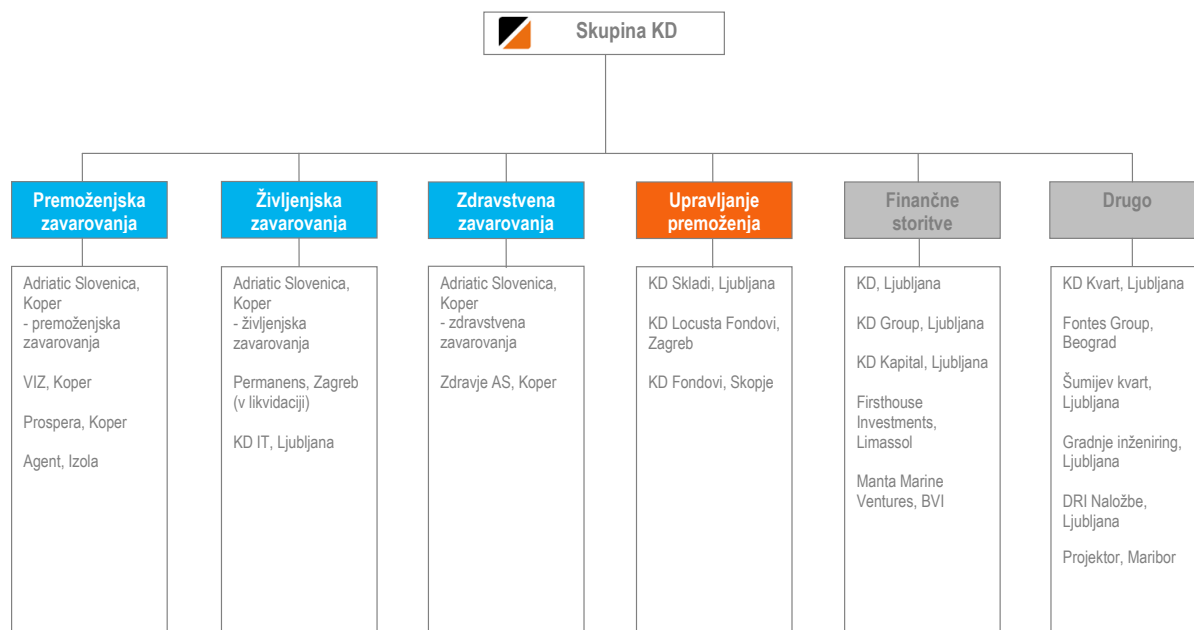 Skupina KD
Premoženjska
zavarovanja
Adriatic Slovenica,
Koper
- premoženjska
zavarovanja
VIZ, Koper
Prospera, Koper
Agent, Izola
Življenjska
zavarovanja
Adriatic Slovenica,
Koper
- življenjska
zavarovanja
Permanens, Zagreb
(v likvidaciji)
KD IT, Ljubljana
Zdravstvena
zavarovanja
Adriatic Slovenica,
Koper
- zdravstvena
zavarovanja
Zdravje AS, Koper
Upravljanje
premoženja
KD Skladi, Ljubljana
KD Locusta Fondovi,
Zagreb
KD Fondovi, Skopje
Finančne
storitve
KD, Ljubljana
KD Group, Ljubljana
KD Kapital, Ljubljana
Firsthouse
Investments,
Limassol
Manta Marine
Ventures, BVI
Drugo
KD Kvart, Ljubljana
Fontes Group,
Beograd
Šumijev kvart,
Ljubljana
Gradnje inženiring,
Ljubljana
DRI Naložbe,
Ljubljana
Projektor, Maribor